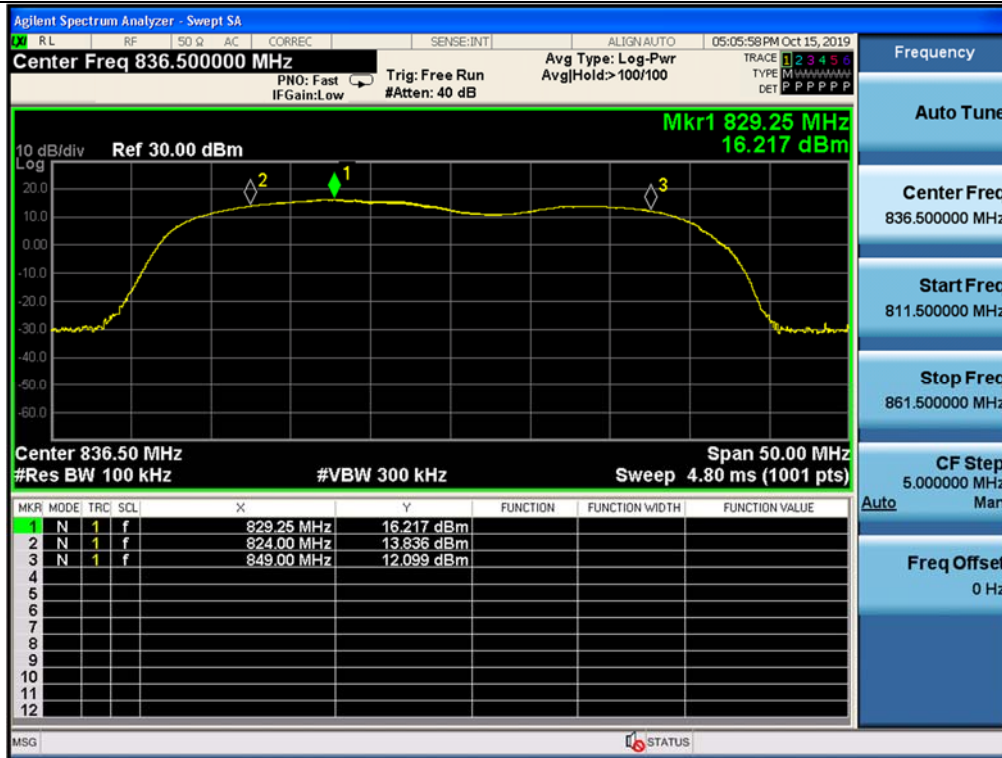 Agilent Spectrum Analyzer - Swept SA
LXI RL RF 50 Ω AC CORREC SENSE:INT ALIGNAUTO 05:05:58PM Oct 15, 2019
Center Freq 836.500000 MHz
PNO: Fast
IFGain:Low
Trig: Free Run
#Atten: 40 dB
Avg Type: Log-Pwr
Avg|Hold:>100/100
TRACE 1 2 3 4 5 6
TYPE M
DET P P P P P P
Mkr1 829.25 MHz
16.217 dBm
10 dB/div Ref 30.00 dBm
Log
20.0
10.0
0.00
-10.0
-20.0
-30.0
-40.0
-50.0
-60.0
2
1
3
Center 836.50 MHz Span 50.00 MHz
#Res BW 100 kHz #VBW 300 kHz Sweep 4.80 ms (1001 pts)
MKR MODE TRC SCL X Y FUNCTION FUNCTION WIDTH FUNCTION VALUE
1 N 1 f 829.25 MHz 16.217 dBm
2 N 1 f 824.00 MHz 13.836 dBm
3 N 1 f 849.00 MHz 12.099 dBm
4
5
6
7
8
9
10
11
12
MSG STATUS
Frequency
Auto Tune
Center Freq
836.500000 MHz
Start Freq
811.500000 MHz
Stop Freq
861.500000 MHz
CF Step
5.000000 MHz
Auto Man
Freq Offset
0 Hz